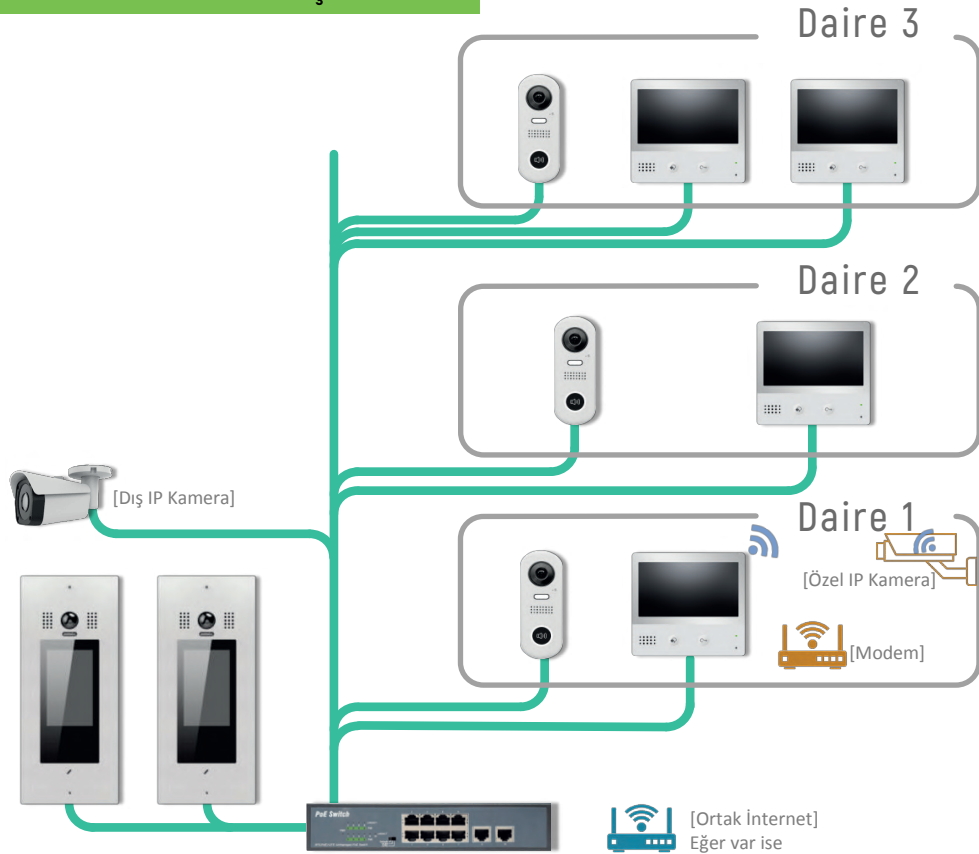 Daire 3
Daire 2
[Dış IP Kamera]
Daire 1
[Özel IP Kamera]
[Modem]
PoE Switch
[Ortak İnternet]
Eğer var ise